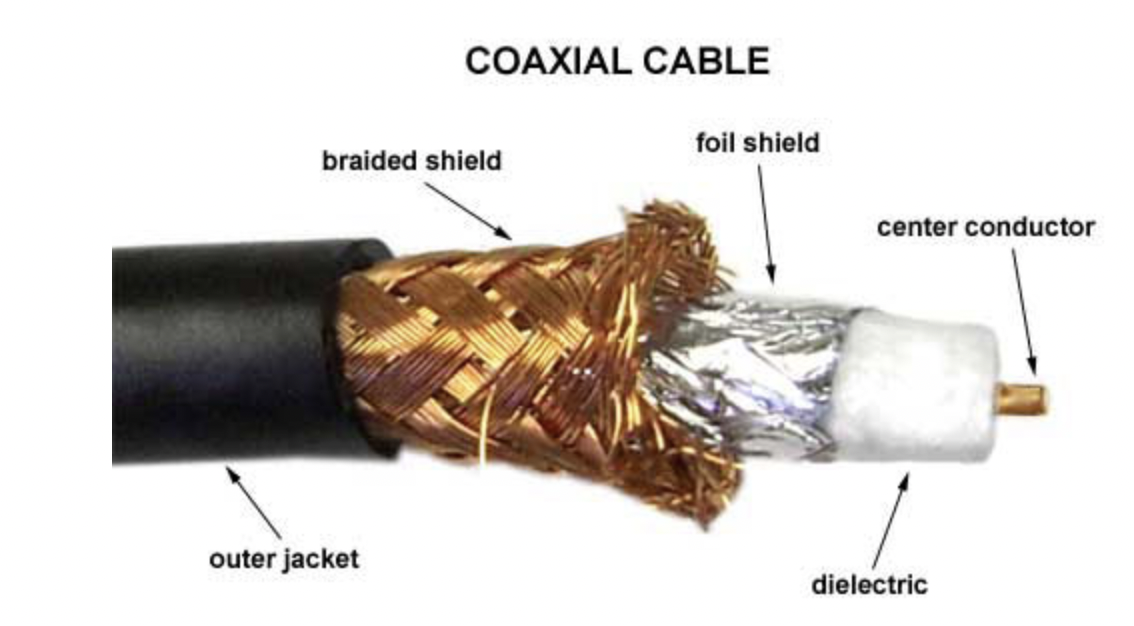 COAXIAL CABLE
foil shield
braided shield
center conductor
outer jacket
dielectric